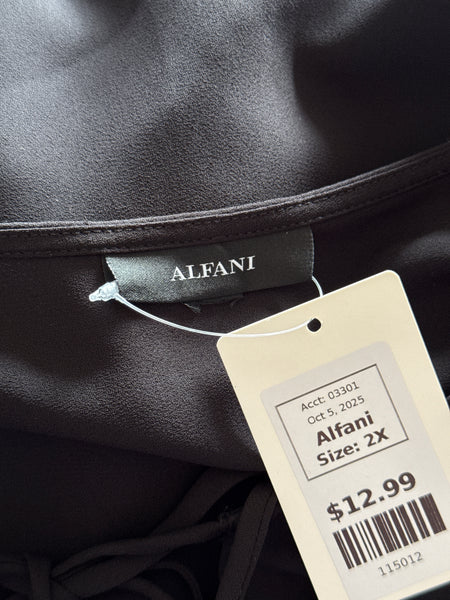 ALFANI
Acct: 03301
Oct 5, 2025
Alfani
Size: 2X
$12.99
115012